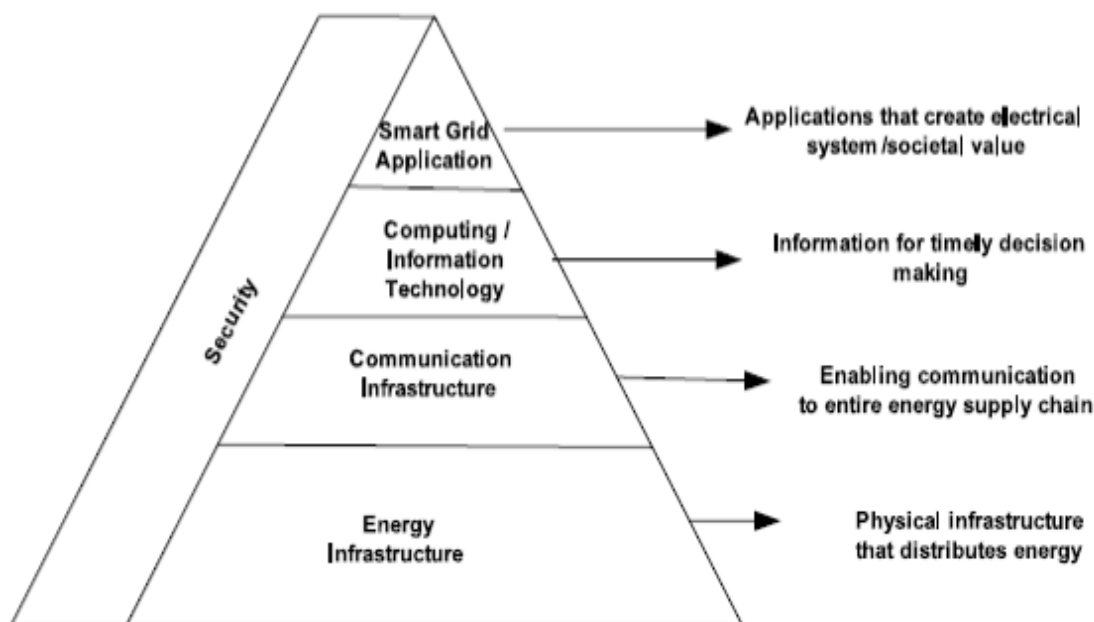 Smart Grid
Application
Applications that create electrical
system/societal value
Computing /
Information
Technology
Information for timely decision
making
Security
Communication
Infrastructure
Enabling communication
to entire energy supply chain
Energy
Infrastructure
Physical infrastructure
that distributes energy